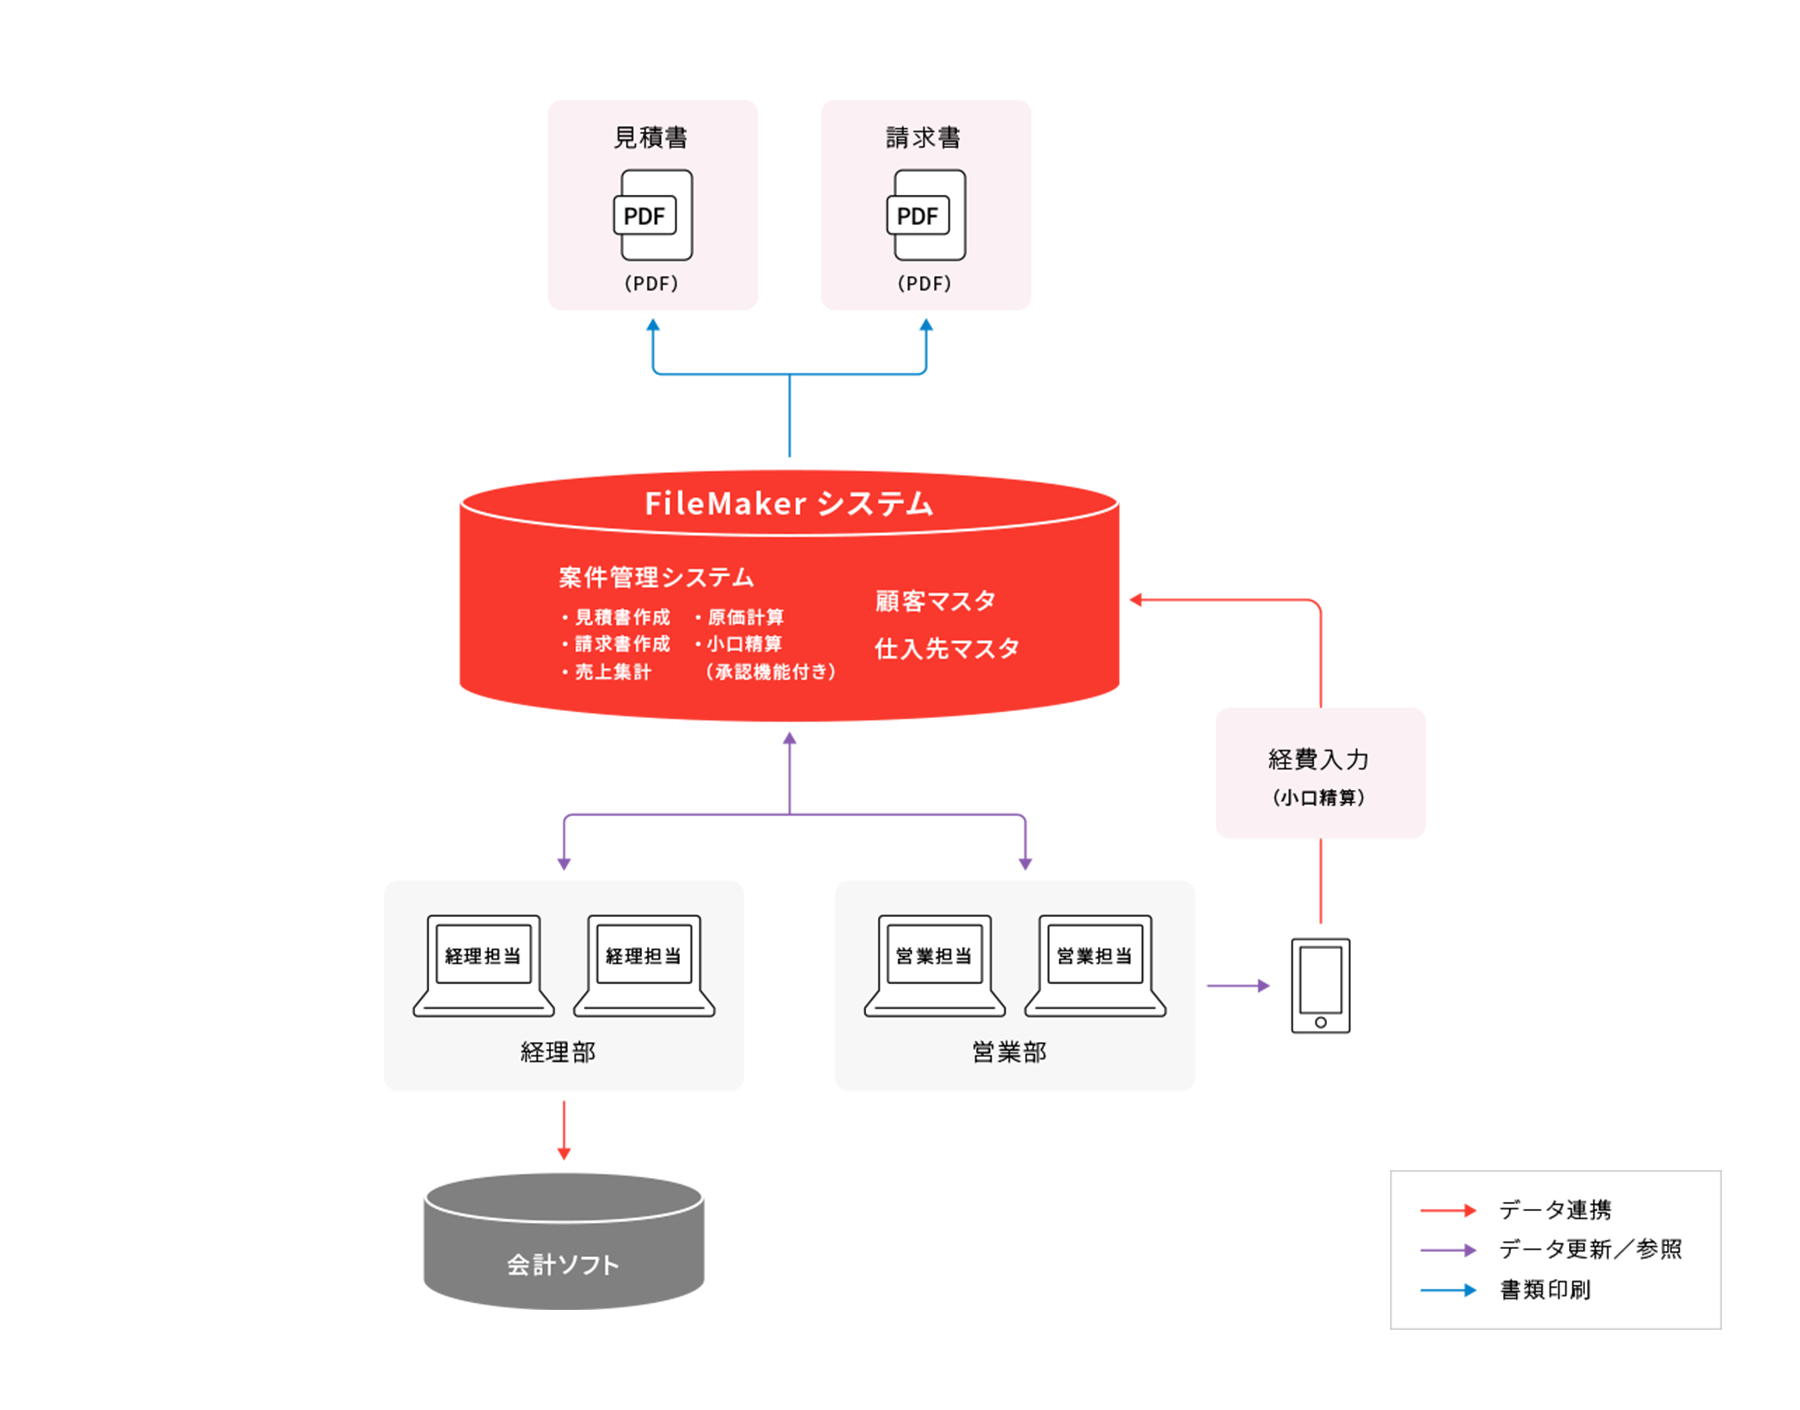 見積書
PDF
（PDF）
請求書
PDF
（PDF）
FileMaker システム
案件管理システム
・見積書作成
・請求書作成
・売上集計
・原価計算
・小口精算
（承認機能付き）
顧客マスタ
仕入先マスタ
経費入力
（小口精算）
経理担当
経理担当
経理部
営業担当
営業担当
営業部
会計ソフト
データ連携
データ更新／参照
書類印刷